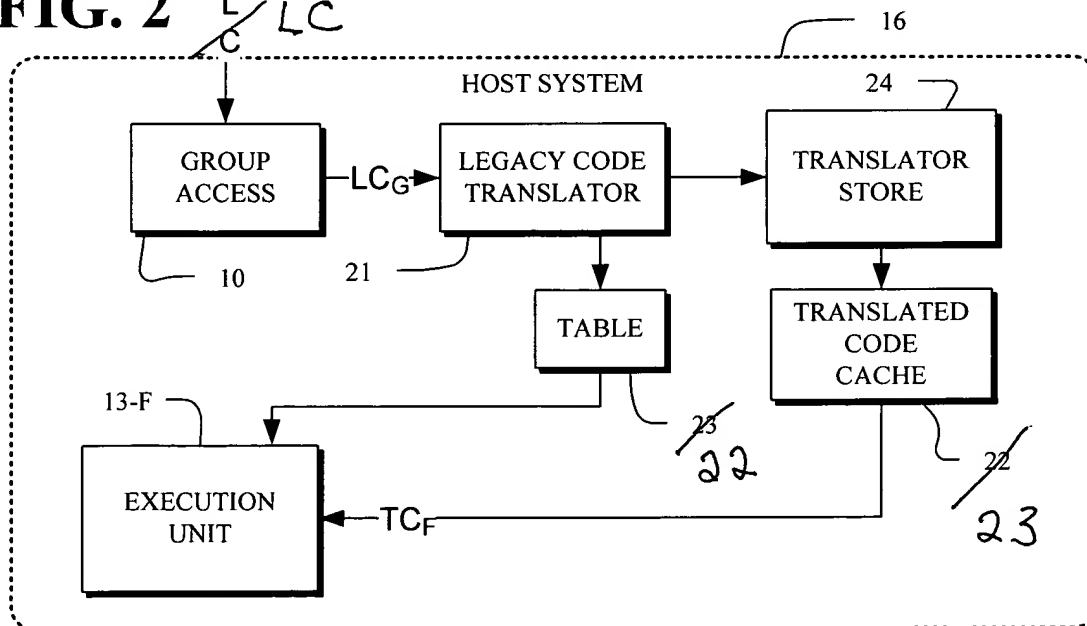 FIG. 2
L
C
LC
16
HOST SYSTEM
24
GROUP
ACCESS
LCG
LEGACY CODE
TRANSLATOR
TRANSLATOR
STORE
10
21
TABLE
TRANSLATED
CODE
CACHE
13-F
23
22
22
23
EXECUTION
UNIT
TCF